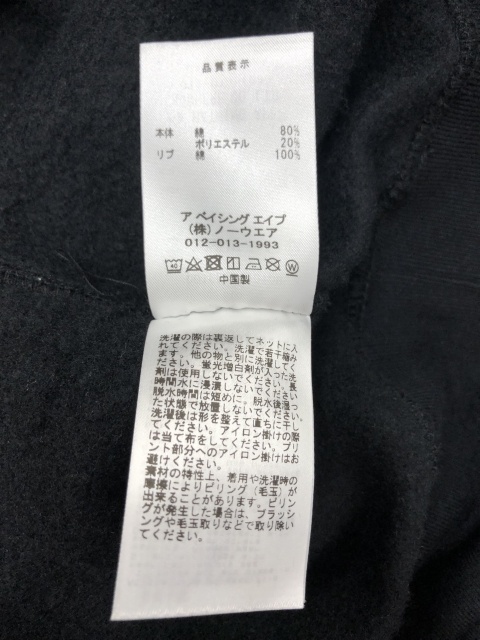 品質表示
本体 綿 80%
ポリエステル 20%
リブ 綿 100%
ア ベイシング エイプ
(株) ノーウエア
012-013-1993
40
W
中国製
洗濯の際は裏返してネットに入
れてください。洗濯で若干縮み
ます。他の物と別に洗濯して
ください。蛍光増白剤が入った洗
剤は使用しないでください。長
時間水に浸漬しないでください。
脱水時間は短めに。脱水後湿っ
た状態で放置しないでください。
洗濯後は形を整えて直ちに干し
てください。アイロン掛けの際
は当て布をしてください。プリ
ント部分へのアイロン掛けはお
避けください。
素材の特性上、着用や洗濯時の
摩擦によりピリング(毛玉)が
出来ることがあります。ピリン
グが発生した場合は、ブラッシ
ングや毛玉取りなどで取り除い
てください。